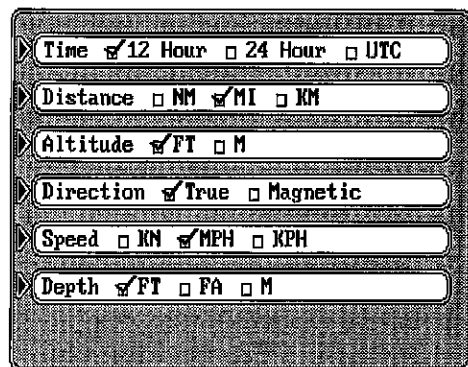 Time ☑12 Hour ☐ 24 Hour ☐ UTC
Distance ☐ NM ☑MI ☐ KM
Altitude ☑FT ☐ M
Direction ☑True ☐ Magnetic
Speed ☐ KN ☑MPH ☐ KPH
Depth ☑FT ☐ FA ☐ M